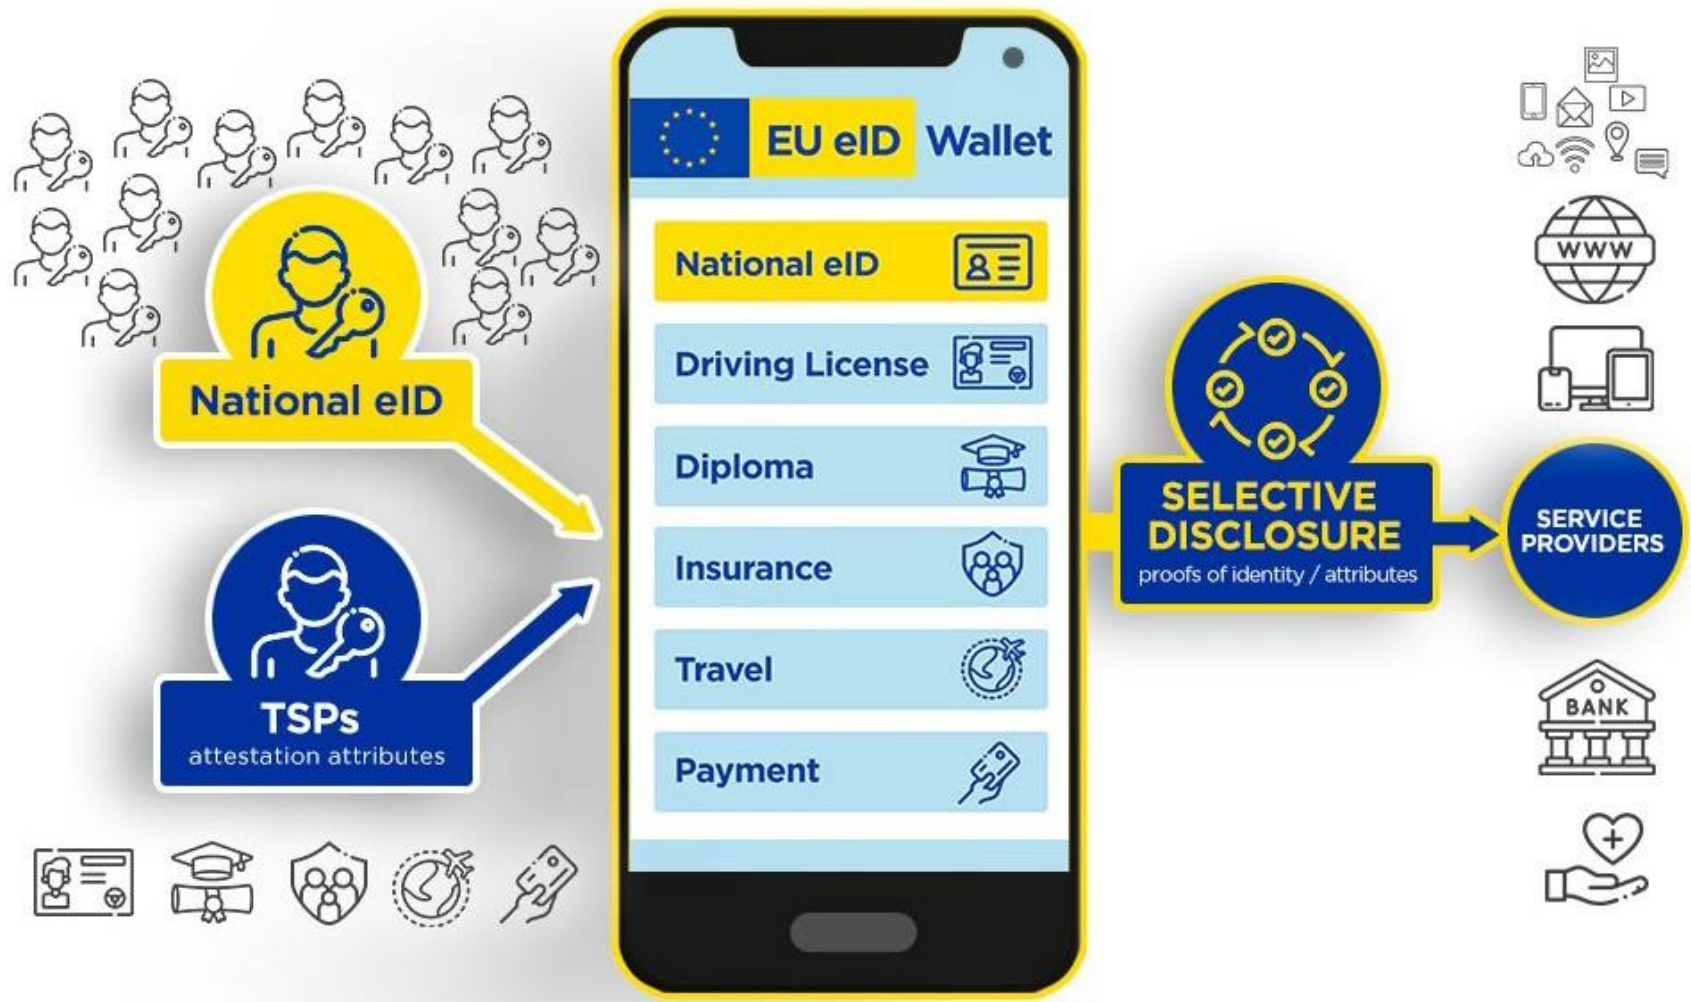 EU eID Wallet
National eID
TSPs
attestation attributes
National eID
Driving License
Diploma
Insurance
Travel
Payment
SELECTIVE
DISCLOSURE
proofs of identity / attributes
WWW
SERVICE
PROVIDERS
BANK